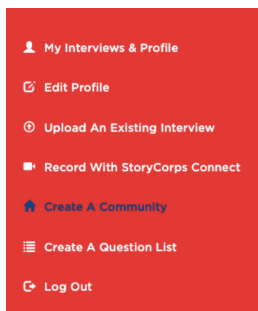 My Interviews & Profile
Edit Profile
Upload An Existing Interview
Record With StoryCorps Connect
Create A Community
Create A Question List
Log Out